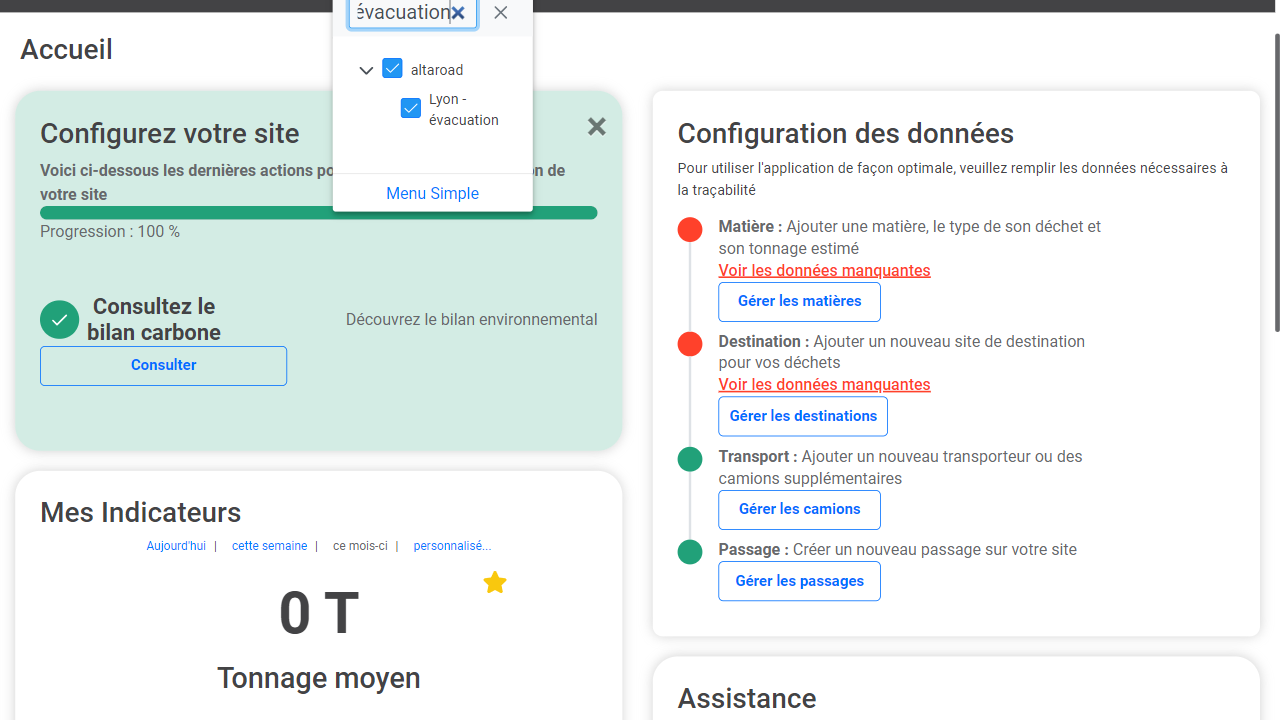 évacuation
altaroad
Lyon -
évacuation
Menu Simple
Accueil
Configurez votre site
Voici ci-dessous les dernières actions
n de
votre site
Progression : 100 %
Consultez le
bilan carbone
Découvrez le bilan environnemental
Consulter
Mes Indicateurs
Aujourd'hui | cette semaine | ce mois-ci | personnalisé...
0 T
Tonnage moyen
Configuration des données
Pour utiliser l'application de façon optimale, veuillez remplir les données nécessaires à
la traçabilité
Matière : Ajouter une matière, le type de son déchet et
son tonnage estimé
Voir les données manquantes
Gérer les matières
Destination : Ajouter un nouveau site de destination
pour vos déchets
Voir les données manquantes
Gérer les destinations
Transport : Ajouter un nouveau transporteur ou des
camions supplémentaires
Gérer les camions
Passage : Créer un nouveau passage sur votre site
Gérer les passages
Assistance